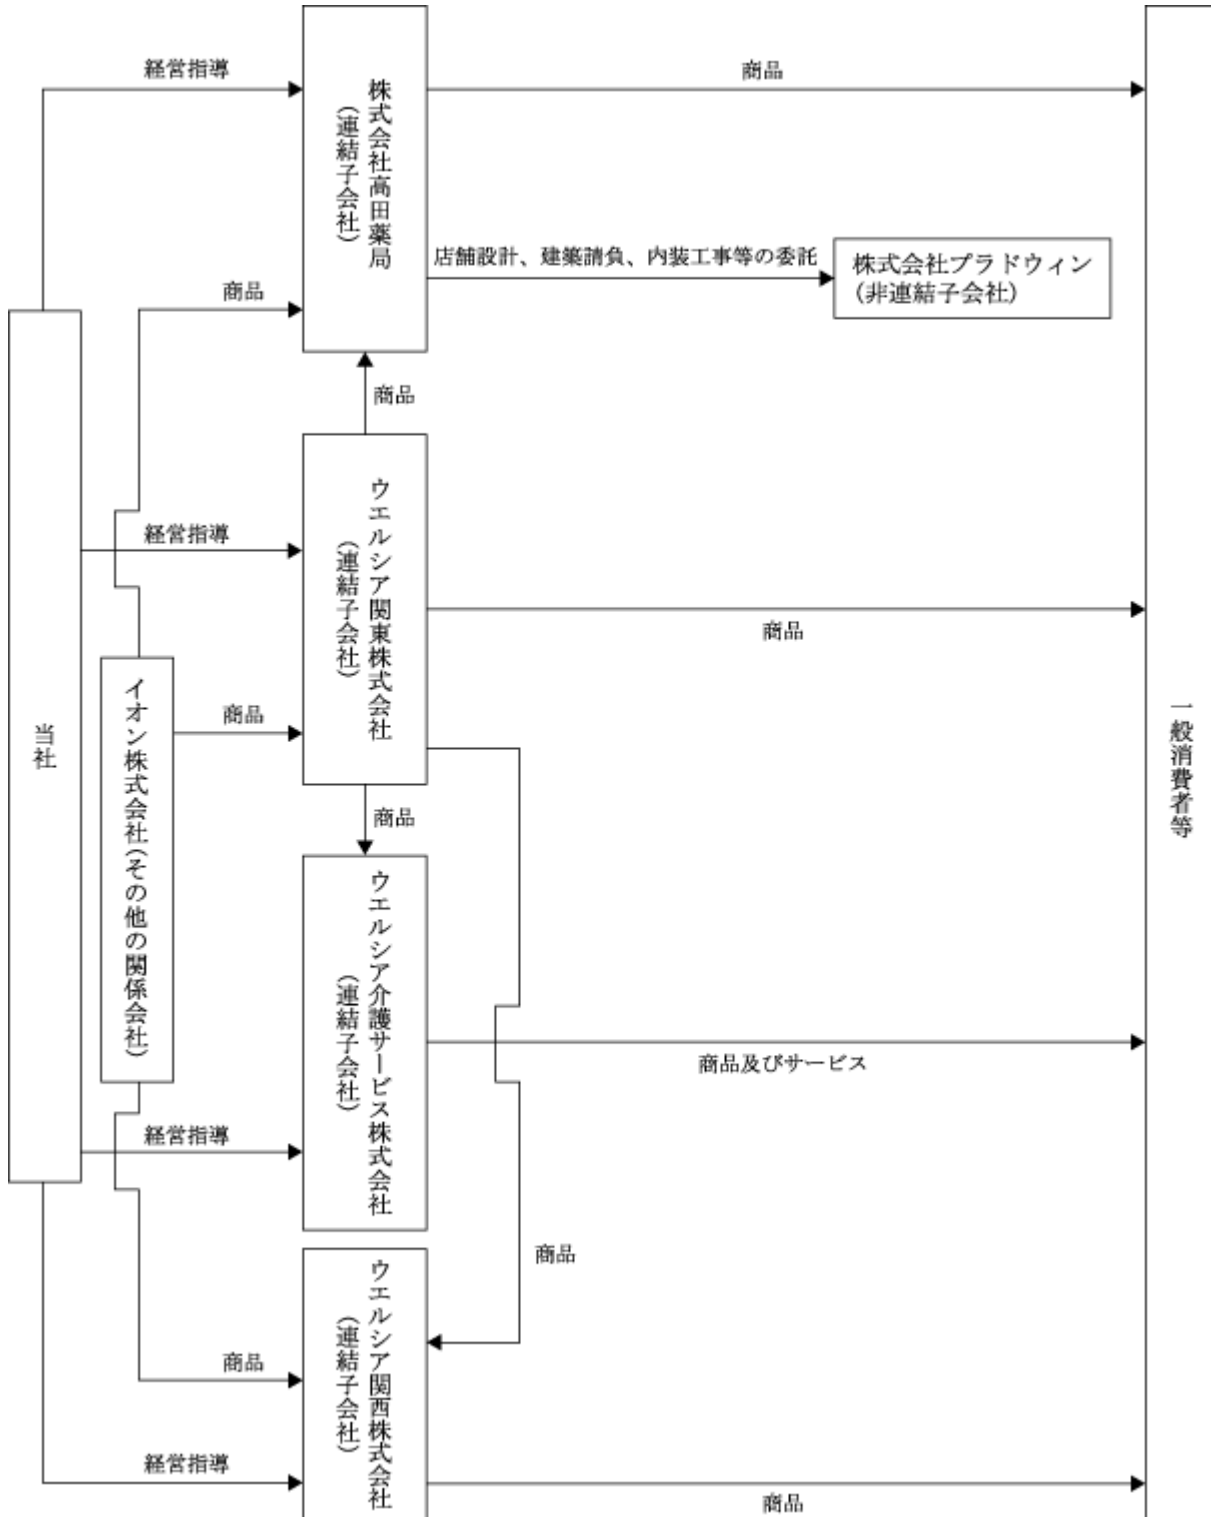 経営指導
株式会社高田薬局
（連結子会社）
商品
店舗設計、建築請負、内装工事等の委託
株式会社プラドウィン
（非連結子会社）
商品
商品
経営指導
ウエルシア関東株式会社
（連結子会社）
商品
当社
イオン株式会社（その他の関係会社）
商品
一般消費者等
商品
ウエルシア介護サービス株式会社
（連結子会社）
商品及びサービス
経営指導
商品
ウエルシア関西株式会社
（連結子会社）
商品
経営指導
商品